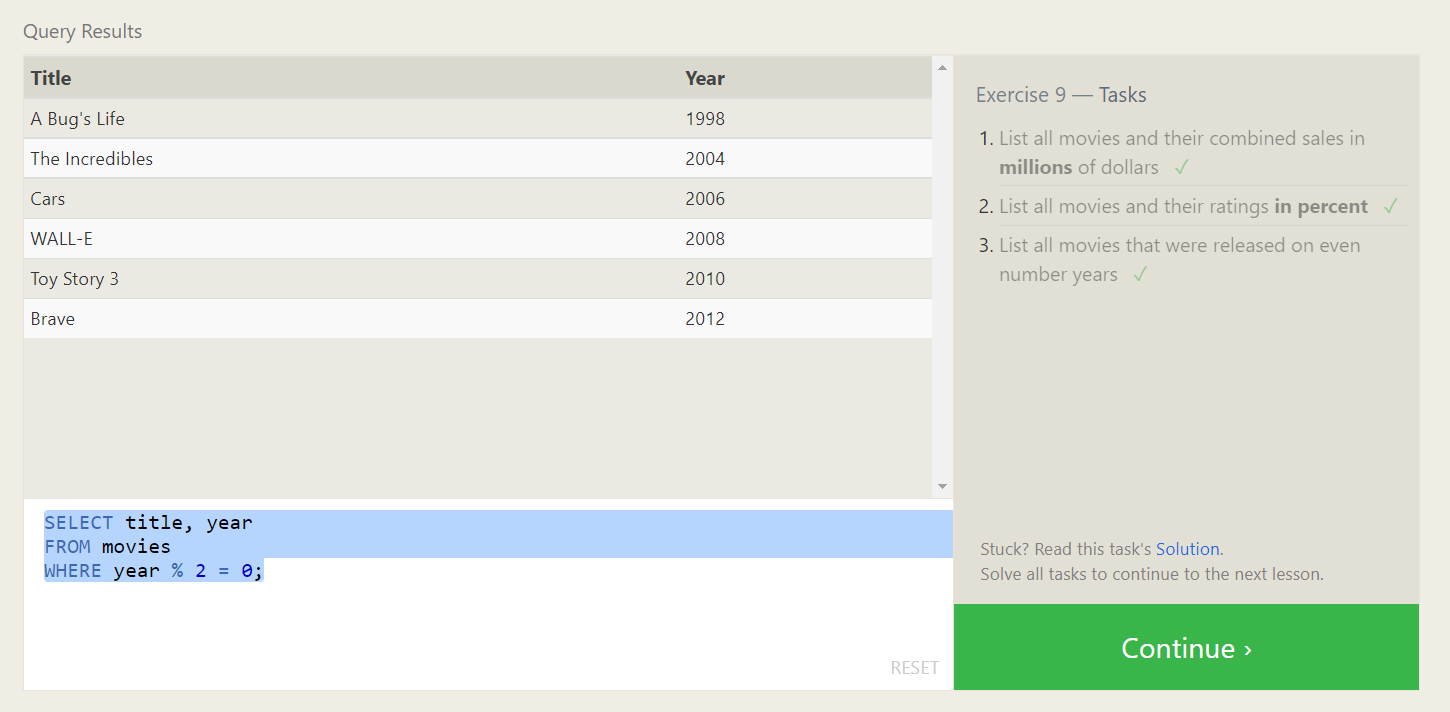 Query Results
Title Year
A Bug's Life 1998
The Incredibles 2004
Cars 2006
WALL-E 2008
Toy Story 3 2010
Brave 2012
SELECT title, year
FROM movies
WHERE year % 2 = 0;
RESET
Exercise 9 — Tasks
1. List all movies and their combined sales in
millions of dollars ✓
2. List all movies and their ratings in percent ✓
3. List all movies that were released on even
number years ✓
Stuck? Read this task's Solution.
Solve all tasks to continue to the next lesson.
Continue ›